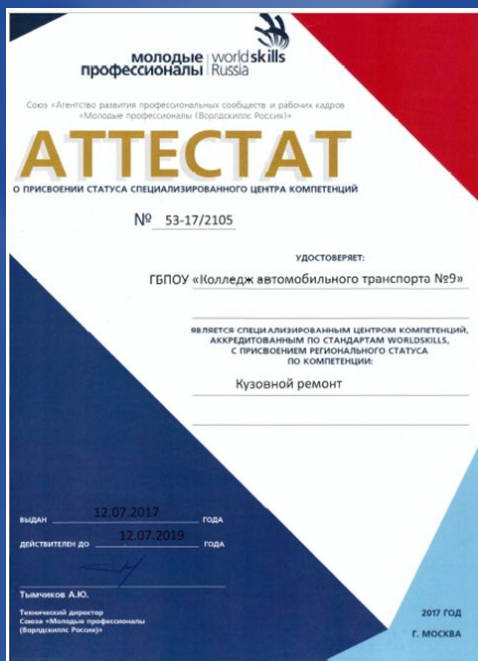 молодые профессионалы
worldskills Russia
Союз «Агентство развития профессиональных сообществ и рабочих кадров
«Молодые профессионалы (Ворлдскиллс Россия)»
АТТЕСТАТ
О ПРИСВОЕНИИ СТАТУСА СПЕЦИАЛИЗИРОВАННОГО ЦЕНТРА КОМПЕТЕНЦИЙ
№ 53-17/2105
УДОСТОВЕРЯЕТ:
ГБПОУ «Колледж автомобильного транспорта №9»
ЯВЛЯЕТСЯ СПЕЦИАЛИЗИРОВАННЫМ ЦЕНТРОМ КОМПЕТЕНЦИЙ,
АККРЕДИТОВАННЫМ ПО СТАНДАРТАМ WORLDSKILLS,
С ПРИСВОЕНИЕМ РЕГИОНАЛЬНОГО СТАТУСА
ПО КОМПЕТЕНЦИИ:
Кузовной ремонт
ВЫДАН 12.07.2017 ГОДА
ДЕЙСТВИТЕЛЕН ДО 12.07.2019 ГОДА
Тымчиков А.Ю.
Технический директор
Союза «Молодые профессионалы
(Ворлдскиллс Россия)»
2017 ГОД
Г. МОСКВА